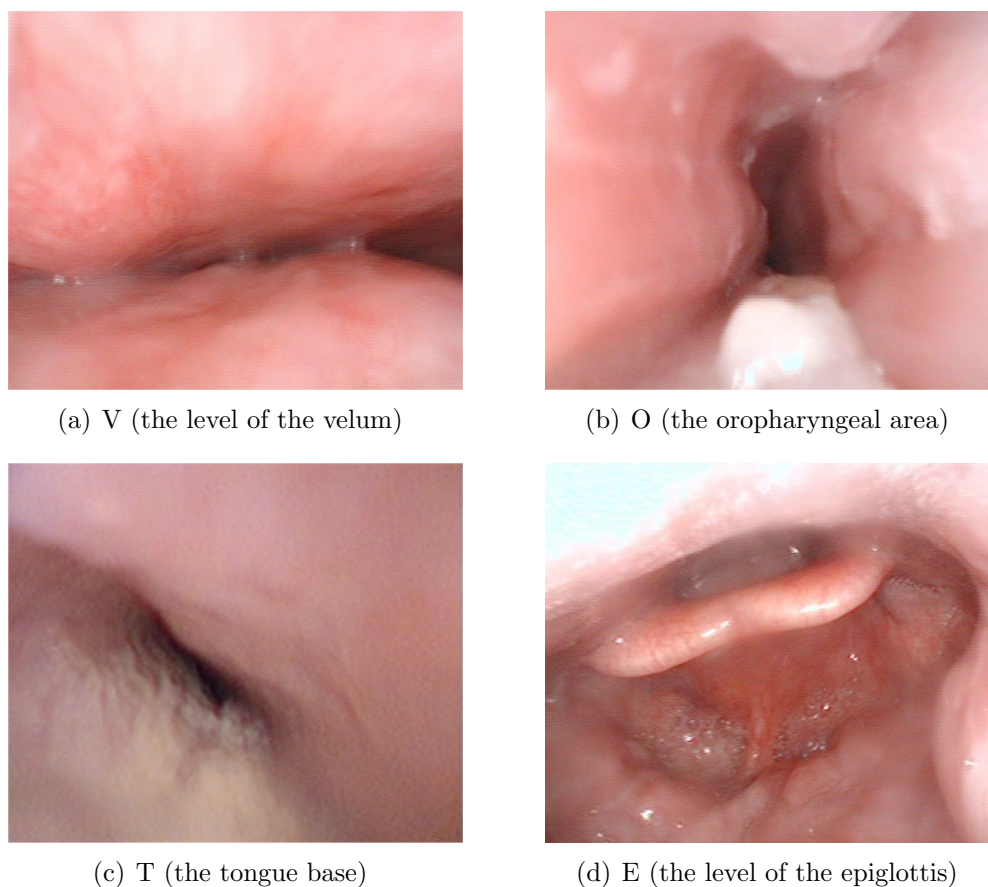 (a) V (the level of the velum)
(b) O (the oropharyngeal area)
(c) T (the tongue base)
(d) E (the level of the epiglottis)